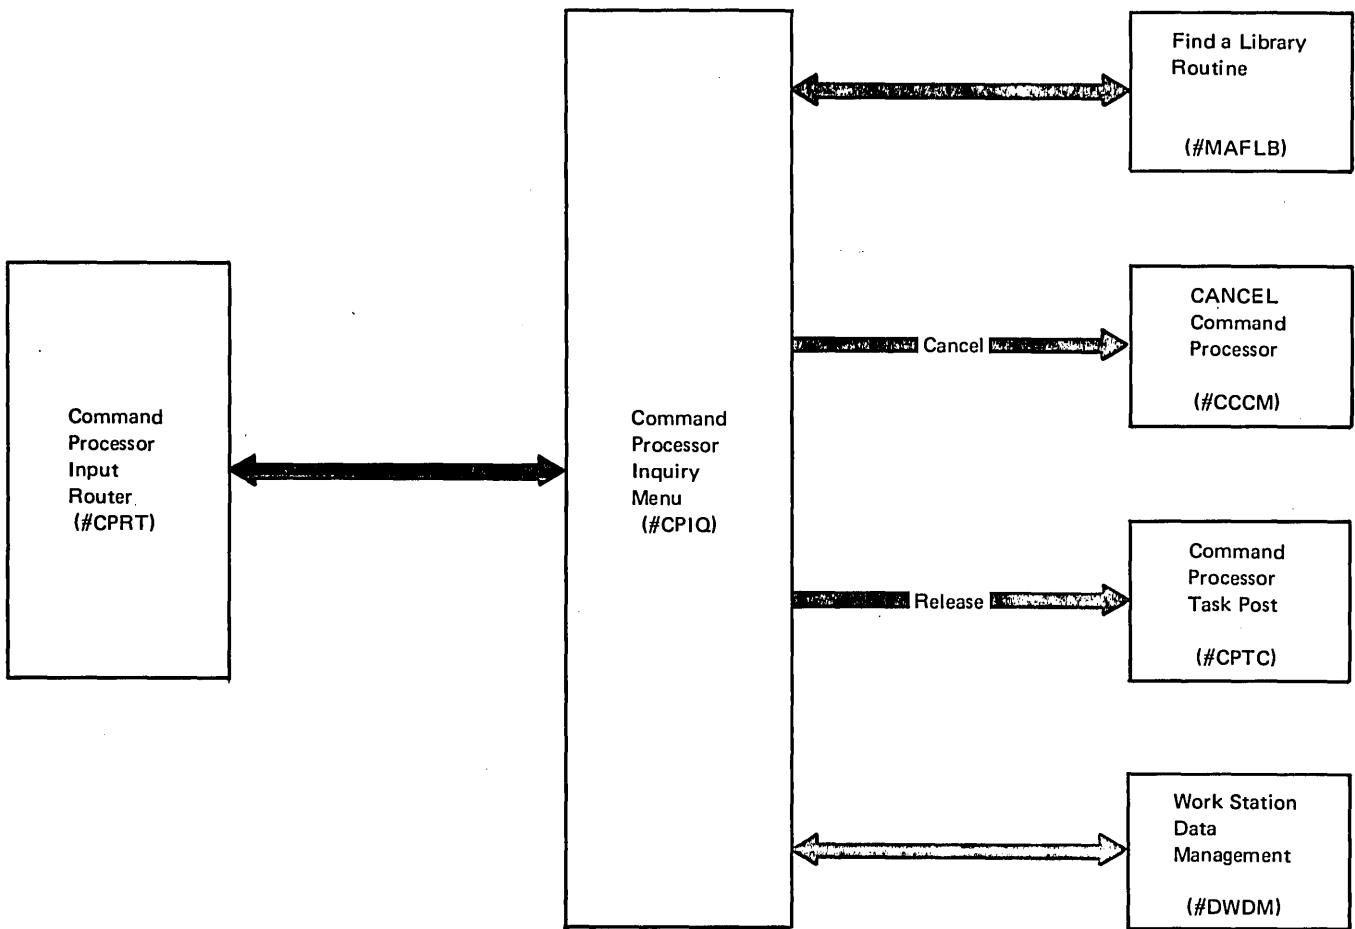 Command
Processor
Input
Router
(#CPRT)
Command
Processor
Inquiry
Menu
(#CPIQ)
Find a Library
Routine
(#MAFLB)
Cancel
CANCEL
Command
Processor
(#CCCM)
Release
Command
Processor
Task Post
(#CPTC)
Work Station
Data
Management
(#DWDM)